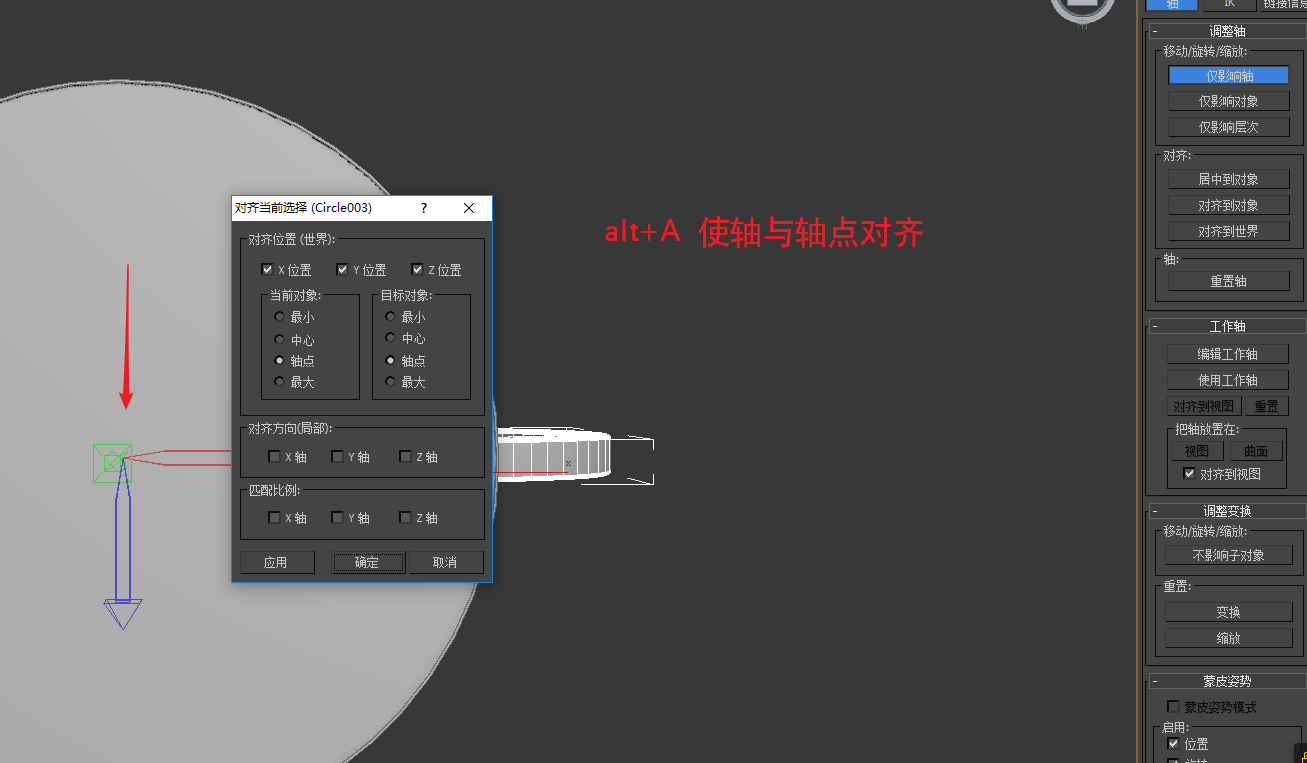 轴
IK
链接信息
- 调整轴
移动/旋转/缩放:
仅影响轴
仅影响对象
仅影响层次
对齐:
居中到对象
对齐到对象
对齐到世界
轴:
重置轴
- 工作轴
编辑工作轴
使用工作轴
对齐到视图 重置
把轴放置在:
视图 曲面
对齐到视图
- 调整变换
移动/旋转/缩放:
不影响子对象
重置:
变换
缩放
- 蒙皮姿势
蒙皮姿势模式
启用:
位置
alt+A 使轴与轴点对齐
对齐当前选择 (Circle003) ?
对齐位置 (世界):
X 位置 Y 位置 Z 位置
当前对象: 目标对象:
最小 最小
中心 中心
轴点 轴点
最大 最大
对齐方向(局部):
X 轴 Y 轴 Z 轴
匹配比例:
X 轴 Y 轴 Z 轴
应用 确定 取消
x